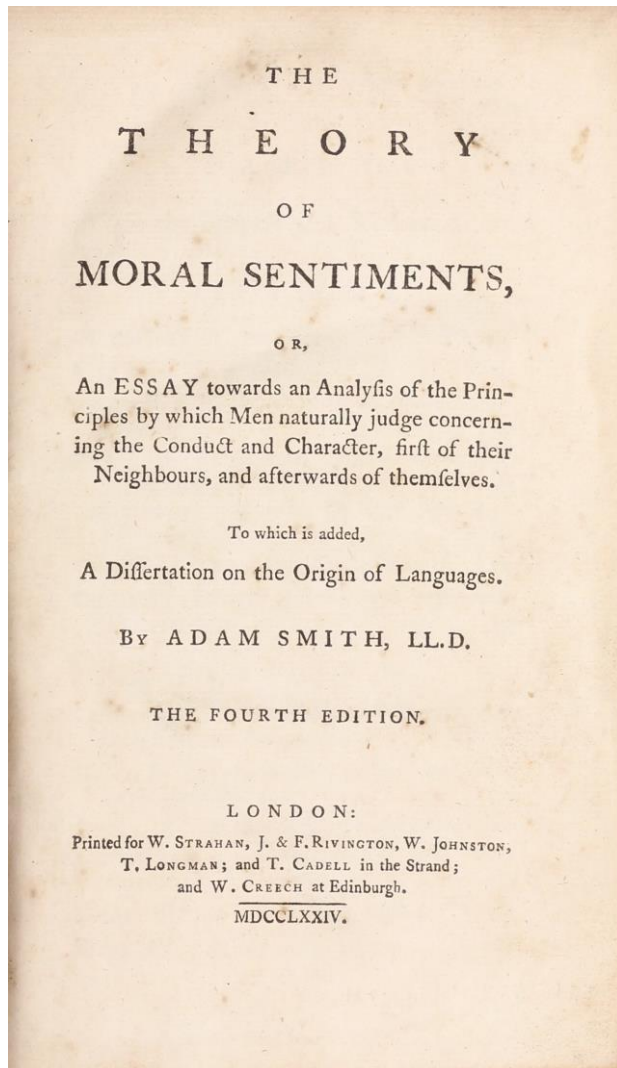 THE
THEORY
OF
MORAL SENTIMENTS,
OR,
An ESSAY towards an Analyſis of the Prin-
ciples by which Men naturally judge concern-
ing the Conduct and Character, firſt of their
Neighbours, and afterwards of themſelves.
To which is added,
A Diſſertation on the Origin of Languages.
By ADAM SMITH, LL.D.
THE FOURTH EDITION.
LONDON:
Printed for W. STRAHAN, J. & F. RIVINGTON, W. JOHNSTON,
T. LONGMAN; and T. CADELL in the Strand;
and W. CREECH at Edinburgh.
MDCCLXXIV.